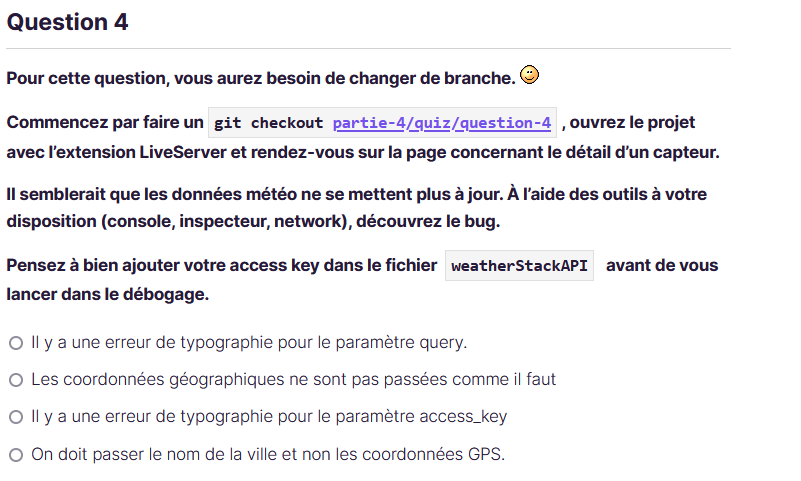 Question 4
Pour cette question, vous aurez besoin de changer de branche.
Commencez par faire un git checkout partie-4/quiz/question-4 , ouvrez le projet
avec l’extension LiveServer et rendez-vous sur la page concernant le détail d’un capteur.
Il semblerait que les données météo ne se mettent plus à jour. À l’aide des outils à votre
disposition (console, inspecteur, network), découvrez le bug.
Pensez à bien ajouter votre access key dans le fichier weatherStackAPI avant de vous
lancer dans le débogage.
Il y a une erreur de typographie pour le paramètre query.
Les coordonnées géographiques ne sont pas passées comme il faut
Il y a une erreur de typographie pour le paramètre access_key
On doit passer le nom de la ville et non les coordonnées GPS.